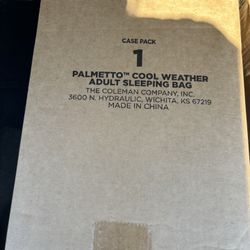 CASE PACK
1
PALMETTO™ COOL WEATHER
ADULT SLEEPING BAG
THE COLEMAN COMPANY, INC.
3600 N. HYDRAULIC, WICHITA, KS 67219
MADE IN CHINA